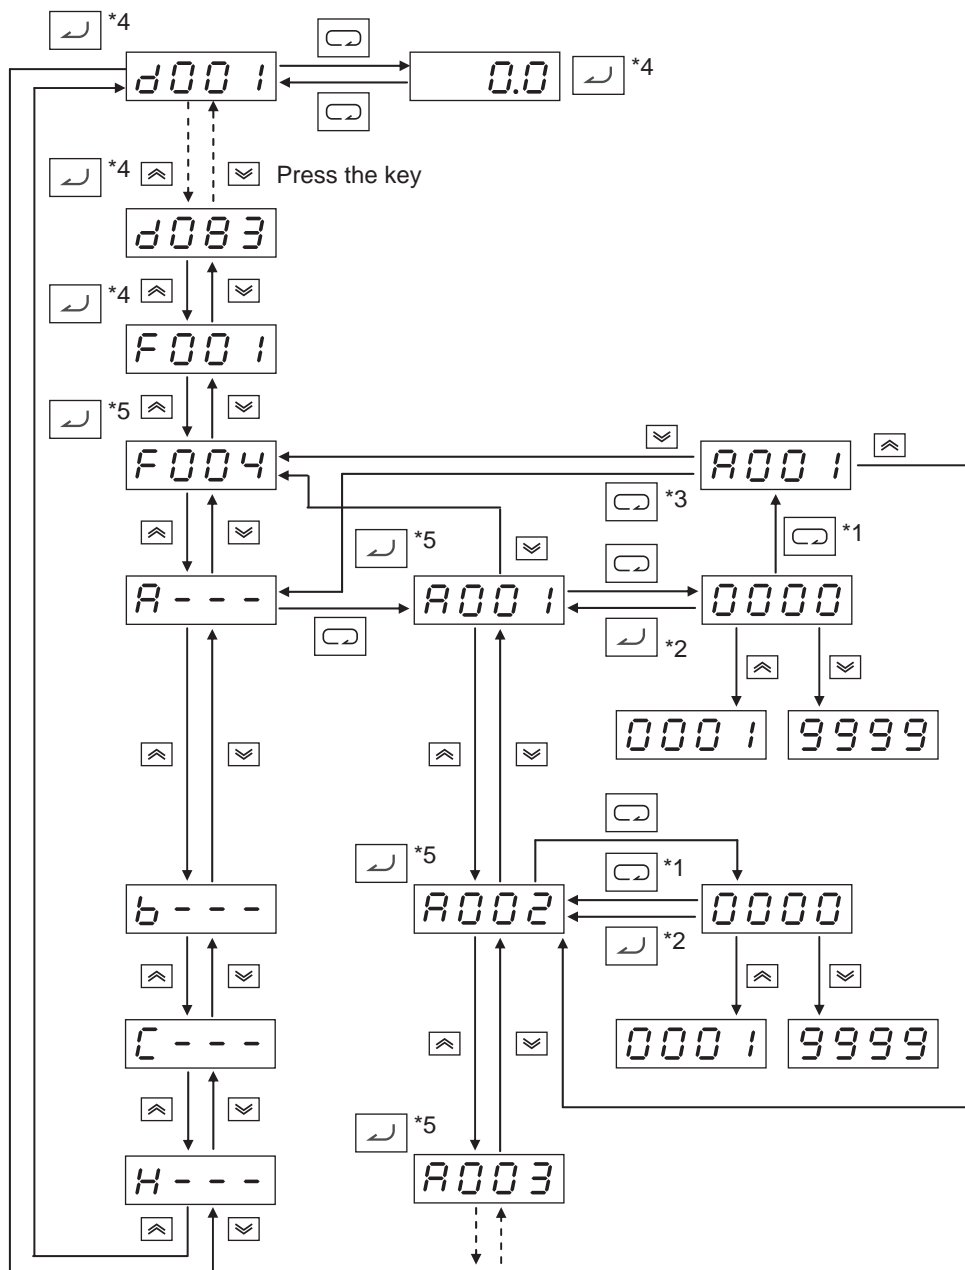 *4
d001
0.0
*4
*4
Press the key
d083
*4
F001
*5
F004
A001
*3
*1
*5
A---
A001
0000
*2
0001
9999
*5
*1
b---
A002
0000
*2
C---
0001
9999
*5
H---
A003